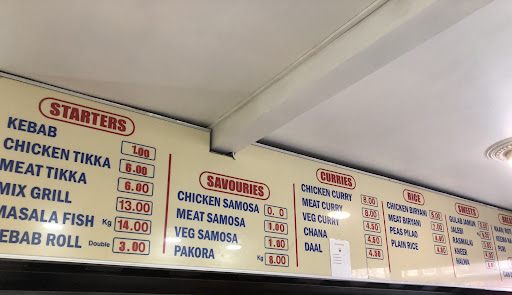 STARTERS
KEBAB 1.00
CHICKEN TIKKA 6.00
MEAT TIKKA 6.00
MIX GRILL 13.00
MASALA FISH Kg 14.00
KEBAB ROLL Double 3.00
SAVOURIES
CHICKEN SAMOSA 0.0
MEAT SAMOSA 1.00
VEG SAMOSA 1.00
PAKORA Kg 8.00
CURRIES
CHICKEN CURRY 8.00
MEAT CURRY 8.00
VEG CURRY 4.50
CHANA 4.50
DAAL 4.50
RICE
CHICKEN BIRYANI
MEAT BIRYANI
PEAS PILAO
PLAIN RICE
SWEETS
GULAB JAMUN
JALEBI
RASMALAI
KHEER
HALWA